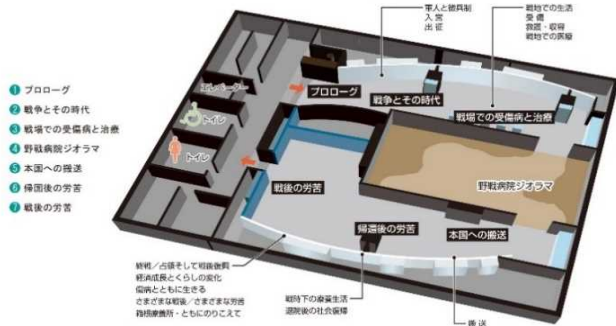 ① プロローグ
② 戦争とその時代
③ 戦場での受傷病と治療
④ 野戦病院ジオラマ
⑤ 本国への搬送
⑥ 帰国後の労苦
⑦ 戦後の労苦
軍人と徴兵制
入営
出征
戦地での生活
受傷
救護・収容
戦地での医療
エレベーター
トイレ
トイレ
プロローグ
戦争とその時代
戦場での受傷病と治療
野戦病院ジオラマ
戦後の労苦
帰還後の労苦
本国への搬送
終戦/占領そして戦後復興
経済成長とくらしの変化
傷病とともに生きる
さまざまな戦後/さまざまな労苦
箱根療養所・ともにのりこえて
戦時下の療養生活
退院後の社会復帰
搬送